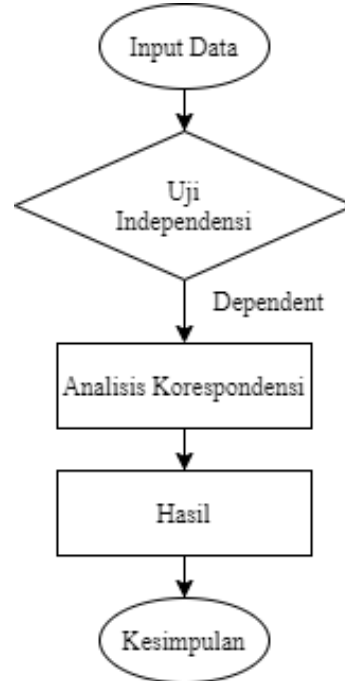 Input Data
Uji
Independensi
Dependent
Analisis Korespondensi
Hasil
Kesimpulan